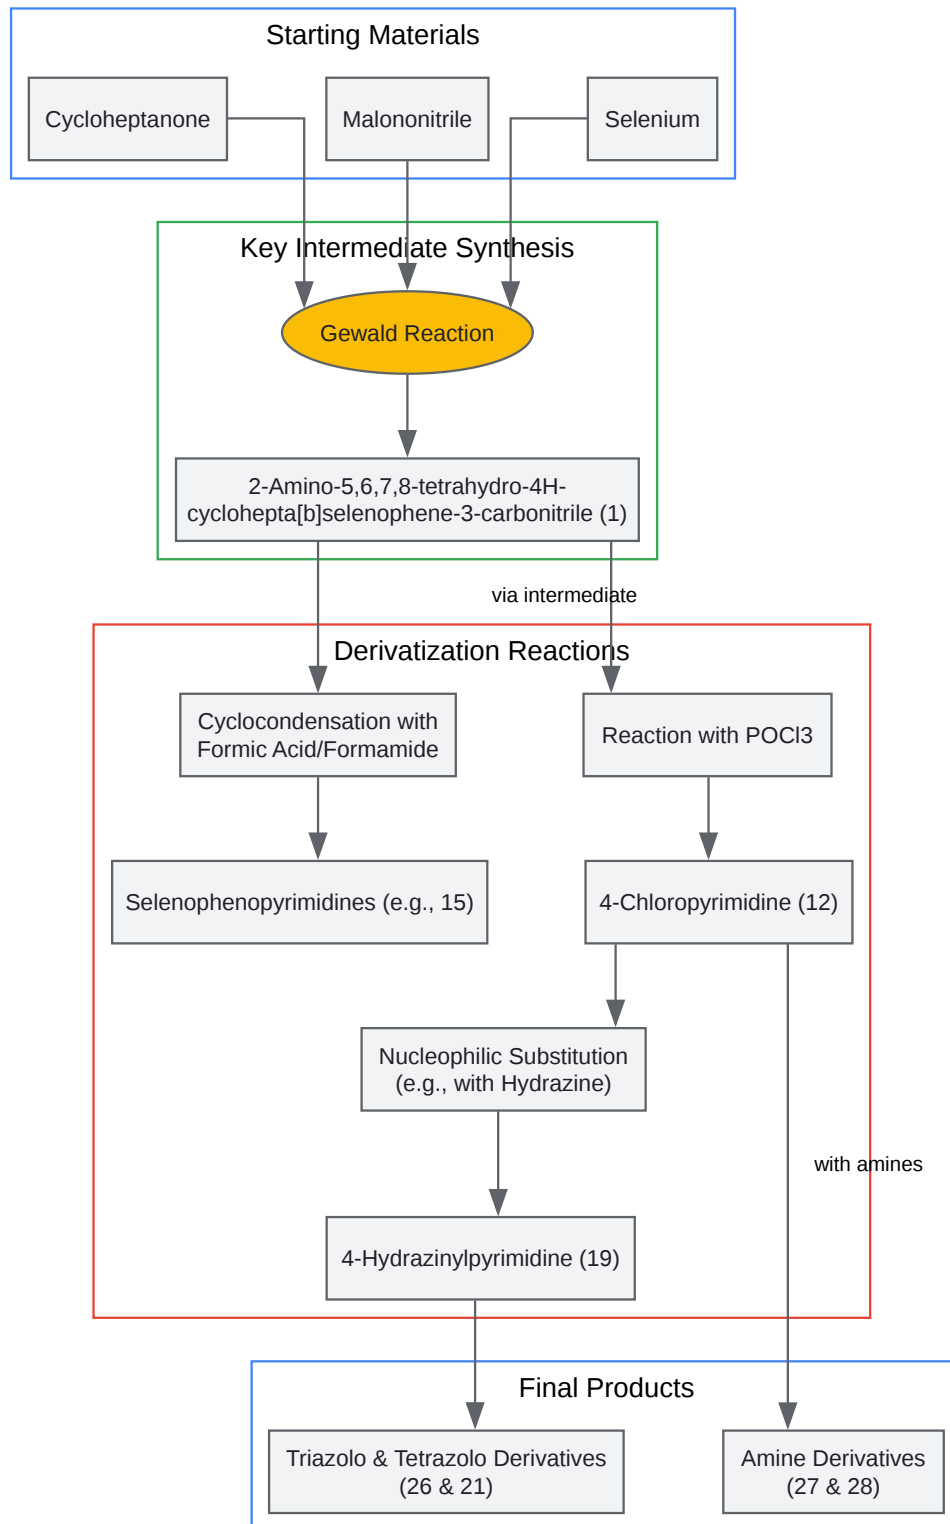 Starting Materials
Cycloheptanone
Malononitrile
Selenium
Key Intermediate Synthesis
Gewald Reaction
2-Amino-5,6,7,8-tetrahydro-4H-
cyclohepta[b]selenophene-3-carbonitrile (1)
via intermediate
Derivatization Reactions
Cyclocondensation with
Formic Acid/Formamide
Reaction with POCl3
Selenophenopyrimidines (e.g., 15)
4-Chloropyrimidine (12)
Nucleophilic Substitution
(e.g., with Hydrazine)
with amines
4-Hydrazinylpyrimidine (19)
Final Products
Triazolo & Tetrazolo Derivatives
(26 & 21)
Amine Derivatives
(27 & 28)